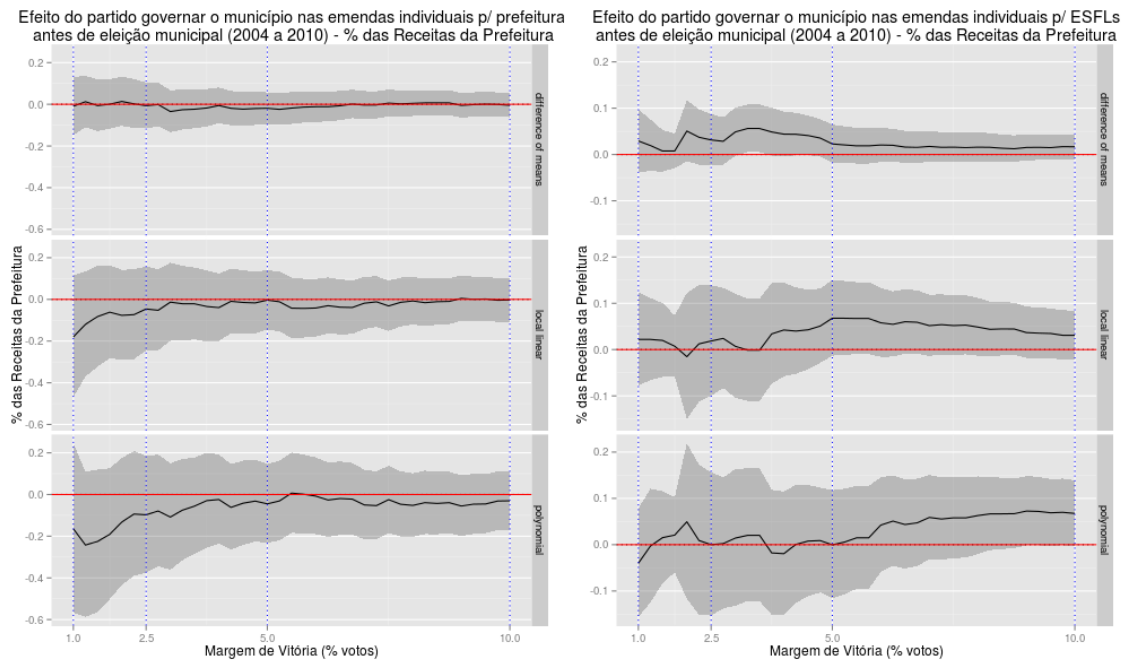 Efeito do partido governar o município nas emendas individuais p/ prefeitura
antes de eleição municipal (2004 a 2010) - % das Receitas da Prefeitura
0.2
0.0
-0.2
-0.4
-0.6
difference of means
0.2
0.0
-0.2
-0.4
-0.6
local linear
0.2
0.0
-0.2
-0.4
-0.6
polynomial
% das Receitas da Prefeitura
1.0 2.5 5.0 10.0
Margem de Vitória (% votos)
Efeito do partido governar o município nas emendas individuais p/ ESFLs
antes de eleição municipal (2004 a 2010) - % das Receitas da Prefeitura
0.2
0.1
0.0
-0.1
difference of means
0.2
0.1
0.0
-0.1
local linear
0.2
0.1
0.0
-0.1
polynomial
% das Receitas da Prefeitura
1.0 2.5 5.0 10.0
Margem de Vitória (% votos)